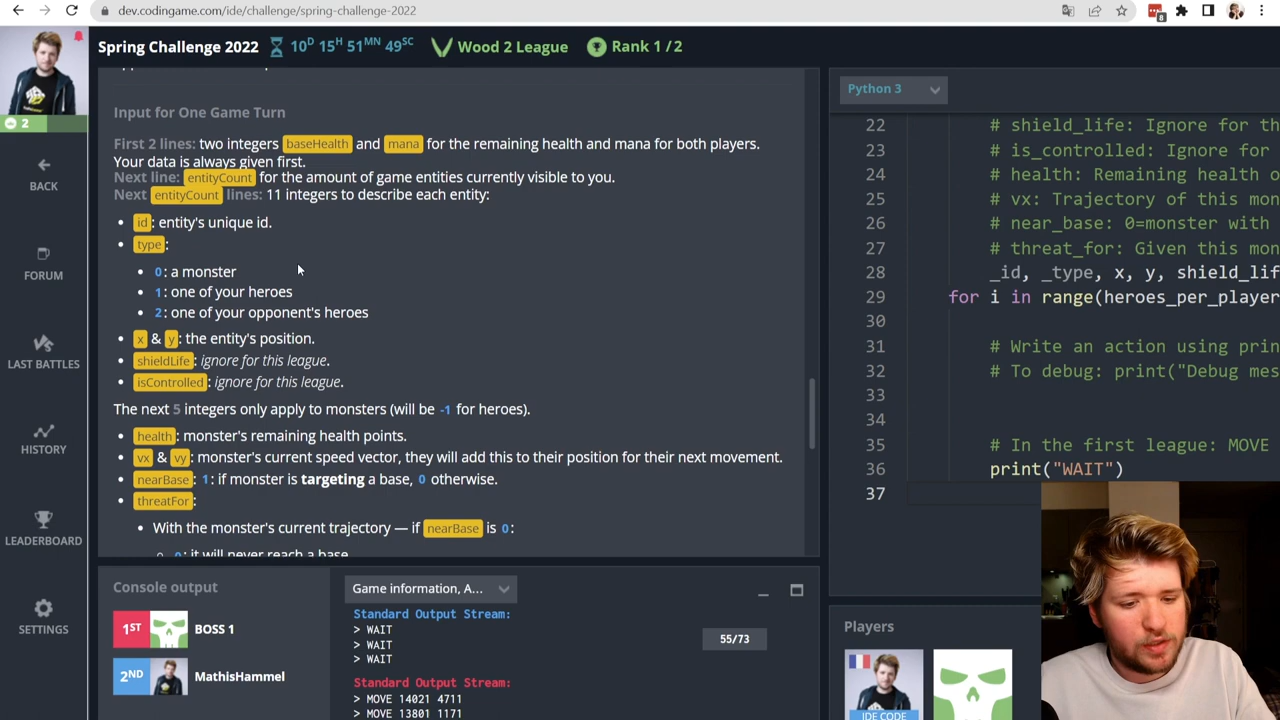 dev.codingame.com/ide/challenge/spring-challenge-2022
8
Spring Challenge 2022 10D 15H 51MN 49SC Wood 2 League Rank 1 / 2
2
BACK
FORUM
LAST BATTLES
HISTORY
LEADERBOARD
SETTINGS
Input for One Game Turn
First 2 lines: two integers baseHealth and mana for the remaining health and mana for both players.
Your data is always given first.
Next line: entityCount for the amount of game entities currently visible to you.
Next entityCount lines: 11 integers to describe each entity:
• id: entity's unique id.
• type:
• 0: a monster
• 1: one of your heroes
• 2: one of your opponent's heroes
• x & y: the entity's position.
• shieldLife: ignore for this league.
• isControlled: ignore for this league.
The next 5 integers only apply to monsters (will be -1 for heroes).
• health: monster's remaining health points.
• vx & vy: monster's current speed vector, they will add this to their position for their next movement.
• nearBase: 1: if monster is targeting a base, 0 otherwise.
• threatFor:
• With the monster's current trajectory — if nearBase is 0:
○ 0: it will never reach a base.
Python 3
22 # shield_life: Ignore for th
23 # is_controlled: Ignore for
24 # health: Remaining health o
25 # vx: Trajectory of this mon
26 # near_base: 0=monster with
27 # threat_for: Given this mon
28 _id, _type, x, y, shield_lif
29 for i in range(heroes_per_player
30
31 # Write an action using prin
32 # To debug: print("Debug mes
33
34
35 # In the first league: MOVE
36 print("WAIT")
37
Console output
1ST BOSS 1
2ND MathisHammel
Game information, A...
Standard Output Stream:
> WAIT
> WAIT
> WAIT
Standard Output Stream:
> MOVE 14021 4711
> MOVE 13801 1171
55/73
Players
IDE CODE